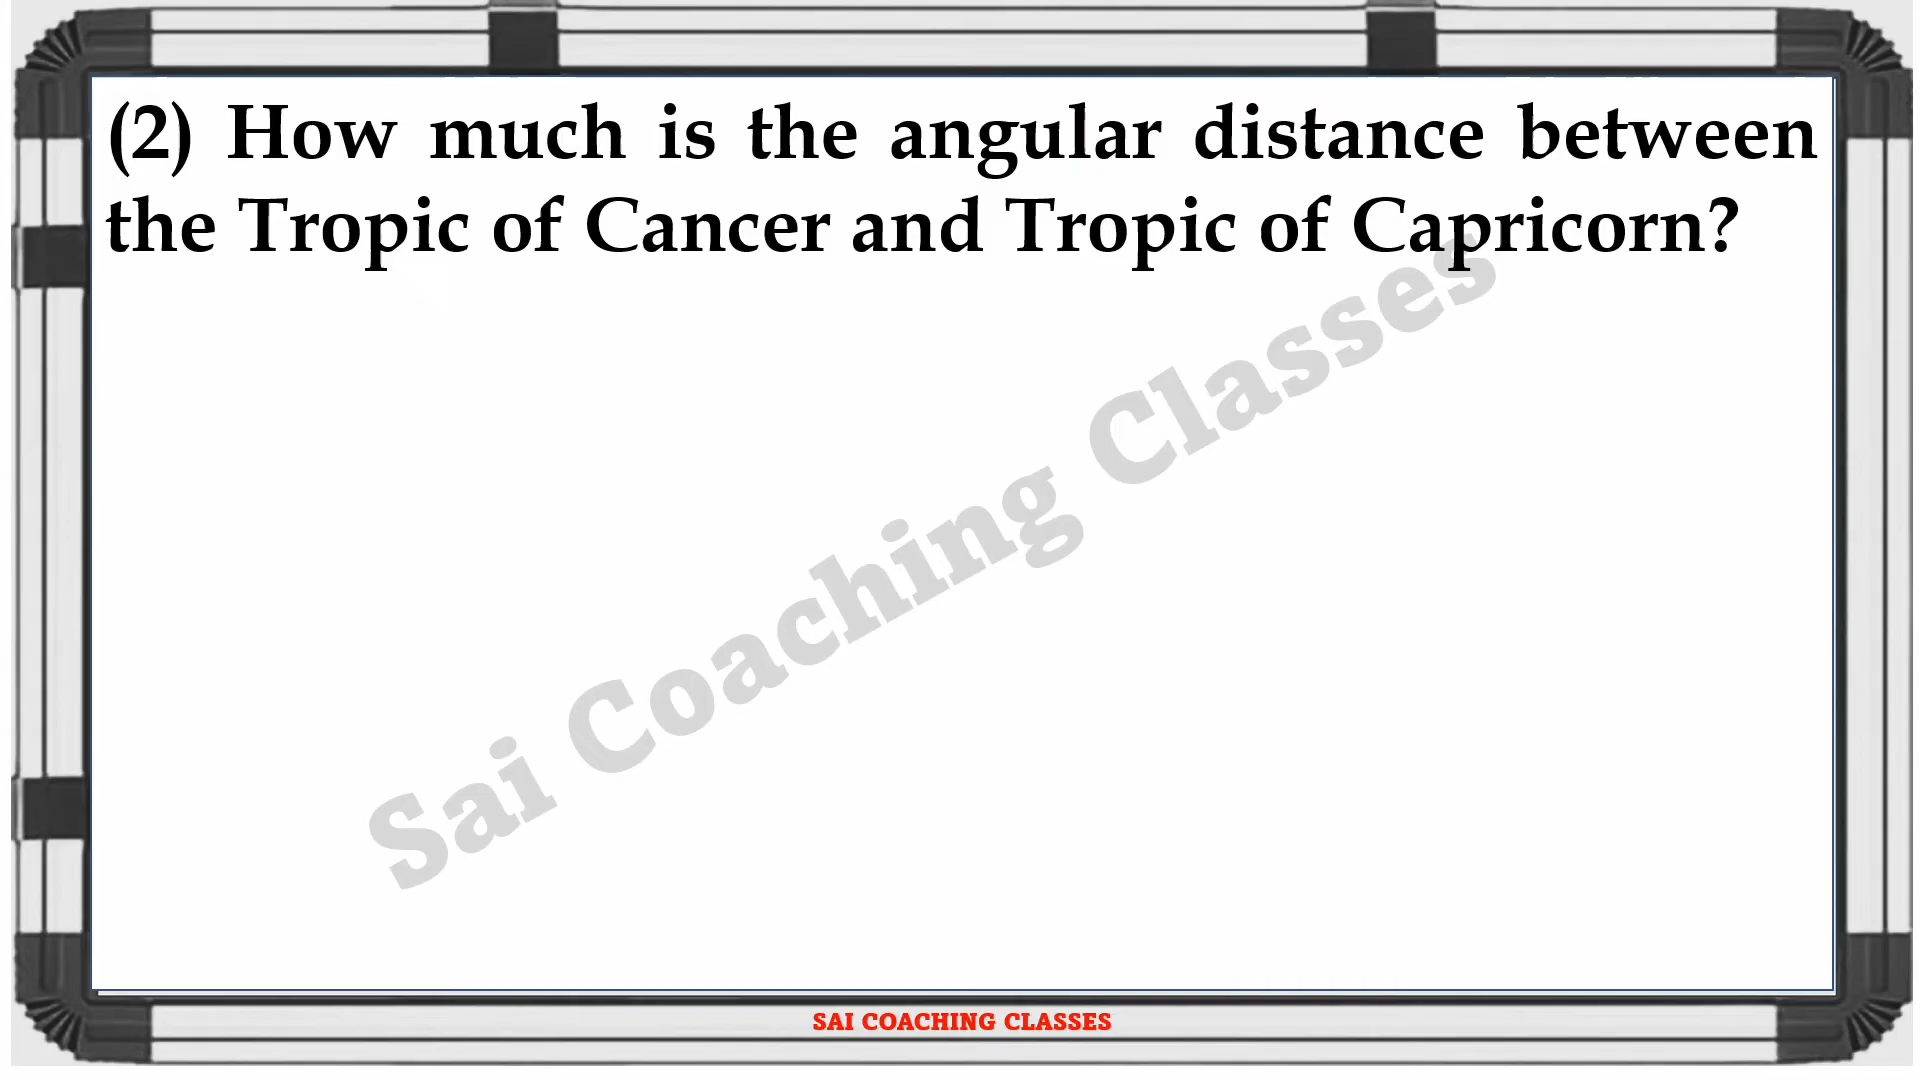 (2) How much is the angular distance between
the Tropic of Cancer and Tropic of Capricorn?
Sai Coaching Classes
SAI COACHING CLASSES